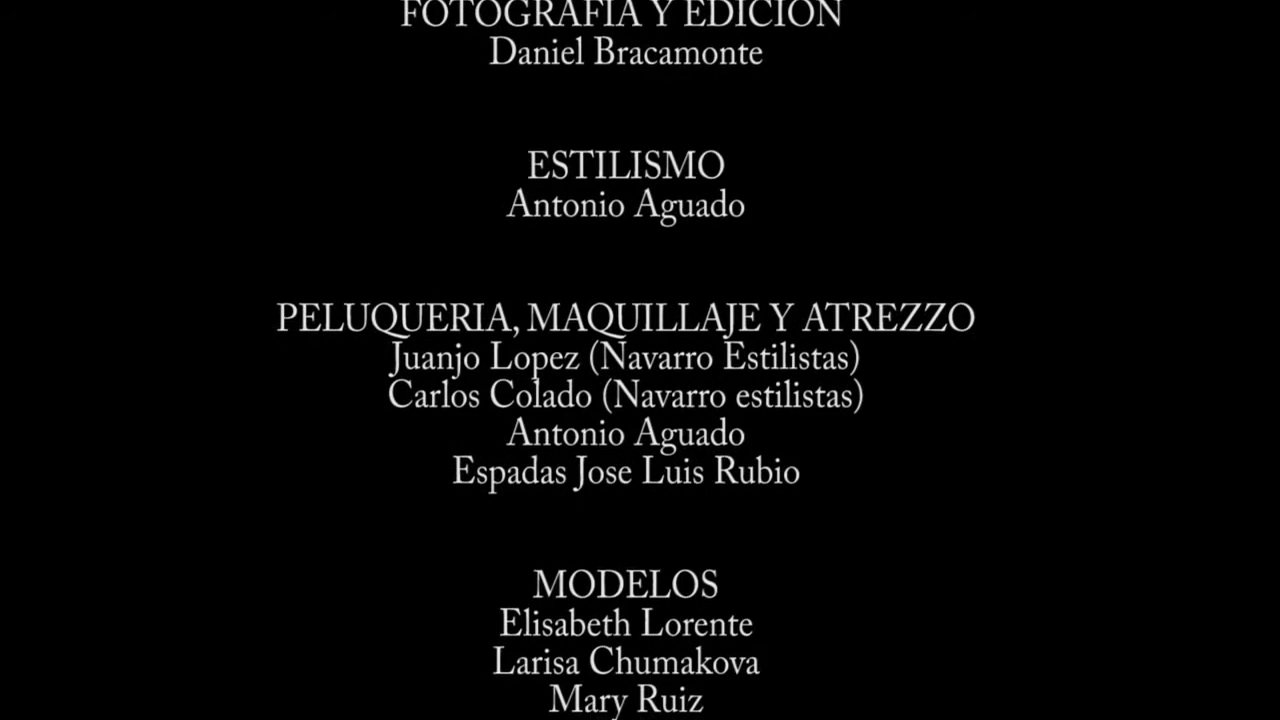 FOTOGRAFIA Y EDICION
Daniel Bracamonte
ESTILISMO
Antonio Aguado
PELUQUERIA, MAQUILLAJE Y ATREZZO
Juanjo Lopez (Navarro Estilistas)
Carlos Colado (Navarro estilistas)
Antonio Aguado
Espadas Jose Luis Rubio
MODELOS
Elisabeth Lorente
Larisa Chumakova
Mary Ruiz